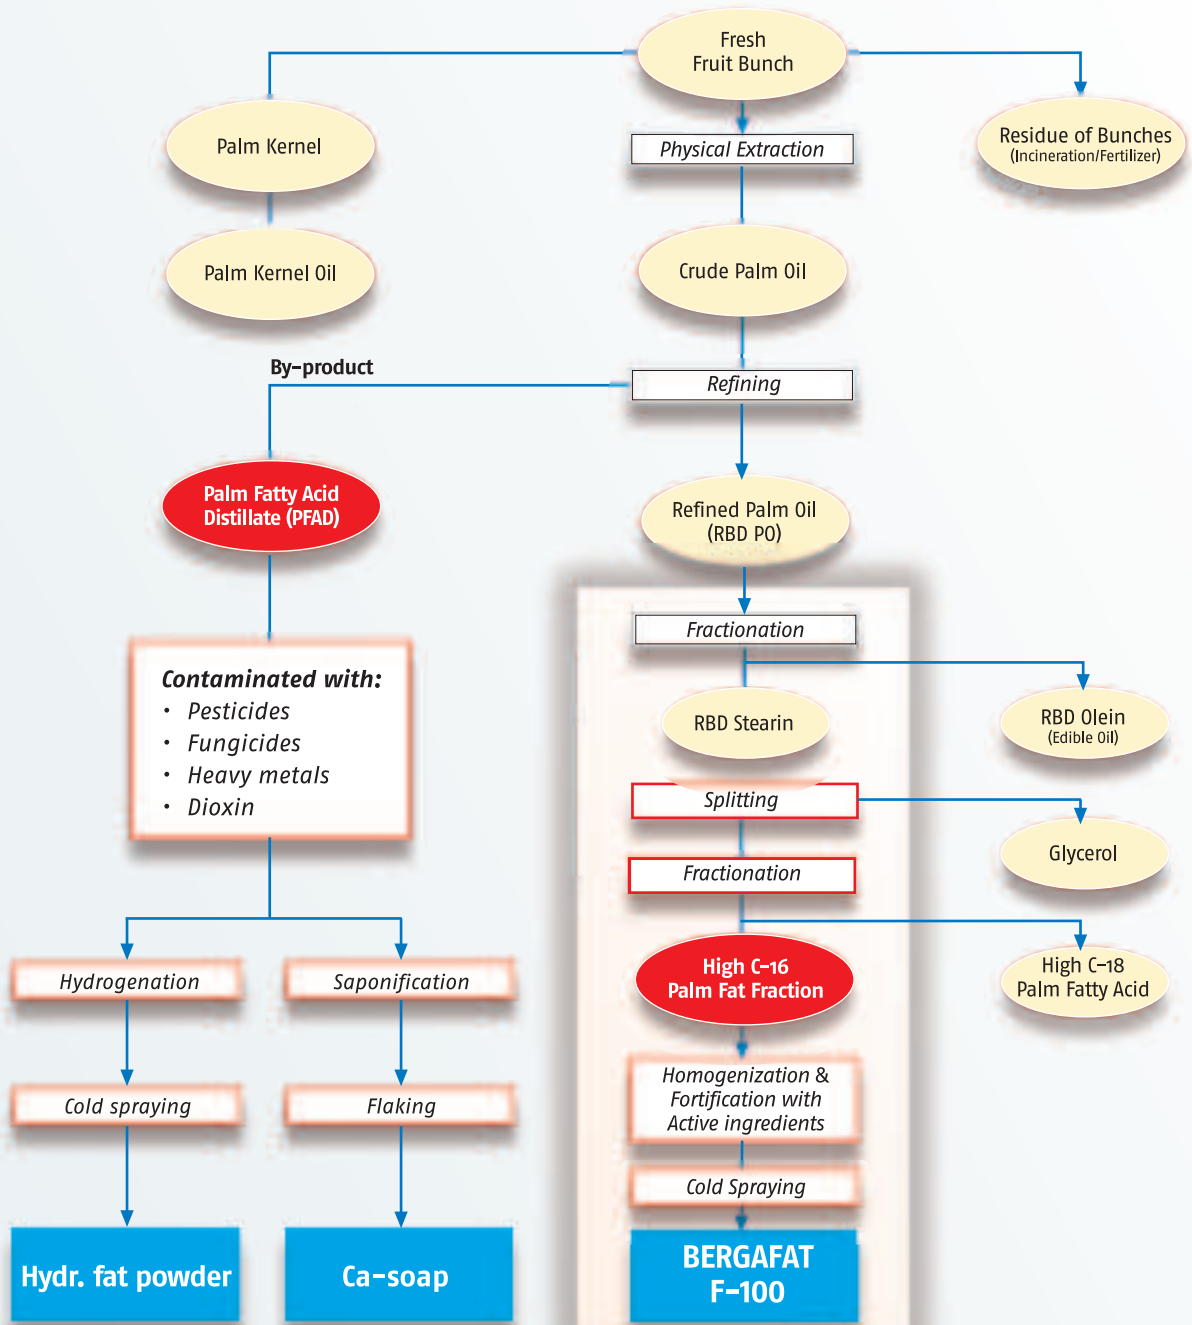 Fresh
Fruit Bunch
Palm Kernel
Physical Extraction
Residue of Bunches
(Incineration/Fertilizer)
Palm Kernel Oil
Crude Palm Oil
By-product
Refining
Palm Fatty Acid
Distillate (PFAD)
Refined Palm Oil
(RBD PO)
Fractionation
Contaminated with:
• Pesticides
• Fungicides
• Heavy metals
• Dioxin
RBD Stearin
RBD Olein
(Edible Oil)
Splitting
Glycerol
Fractionation
High C-16
Palm Fat Fraction
High C-18
Palm Fatty Acid
Hydrogenation
Saponification
Homogenization &
Fortification with
Active ingredients
Cold spraying
Flaking
Cold Spraying
Hydr. fat powder
Ca-soap
BERGAFAT
F-100